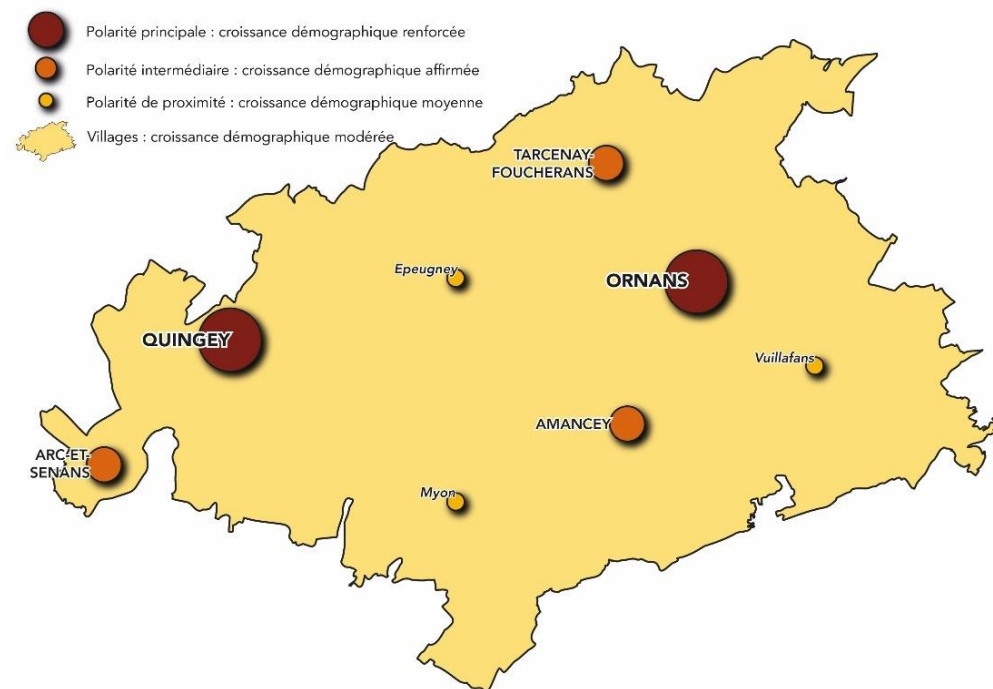 Polarité principale : croissance démographique renforcée
Polarité intermédiaire : croissance démographique affirmée
Polarité de proximité : croissance démographique moyenne
Villages : croissance démographique modérée
TARCENAY-
FOUCHERANS
Epeugney
ORNANS
QUINGEY
Vuillafans
AMANCEY
ARC-ET-
SENANS
Myon